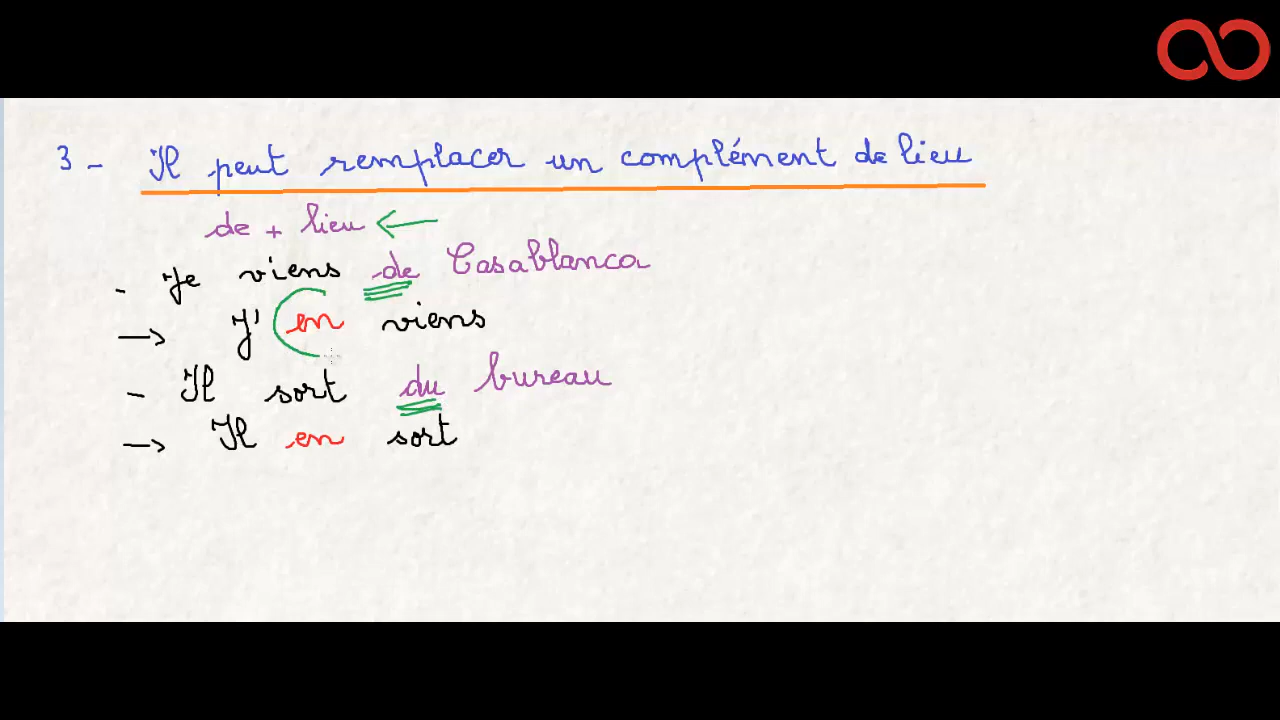 3 - Il peut remplacer un complément de lieu
de + lieu ←
- Je viens de Casablanca
→ J' en viens
- Il sort du bureau
→ Il en sort